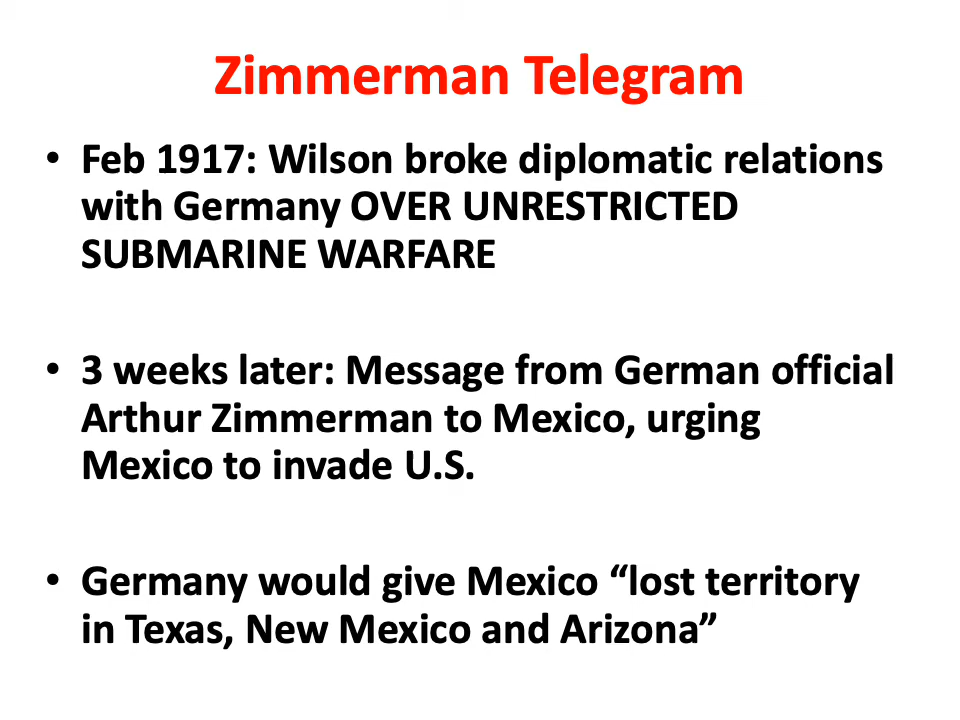 Zimmerman Telegram
• Feb 1917: Wilson broke diplomatic relations
with Germany OVER UNRESTRICTED
SUBMARINE WARFARE
• 3 weeks later: Message from German official
Arthur Zimmerman to Mexico, urging
Mexico to invade U.S.
• Germany would give Mexico “lost territory
in Texas, New Mexico and Arizona”